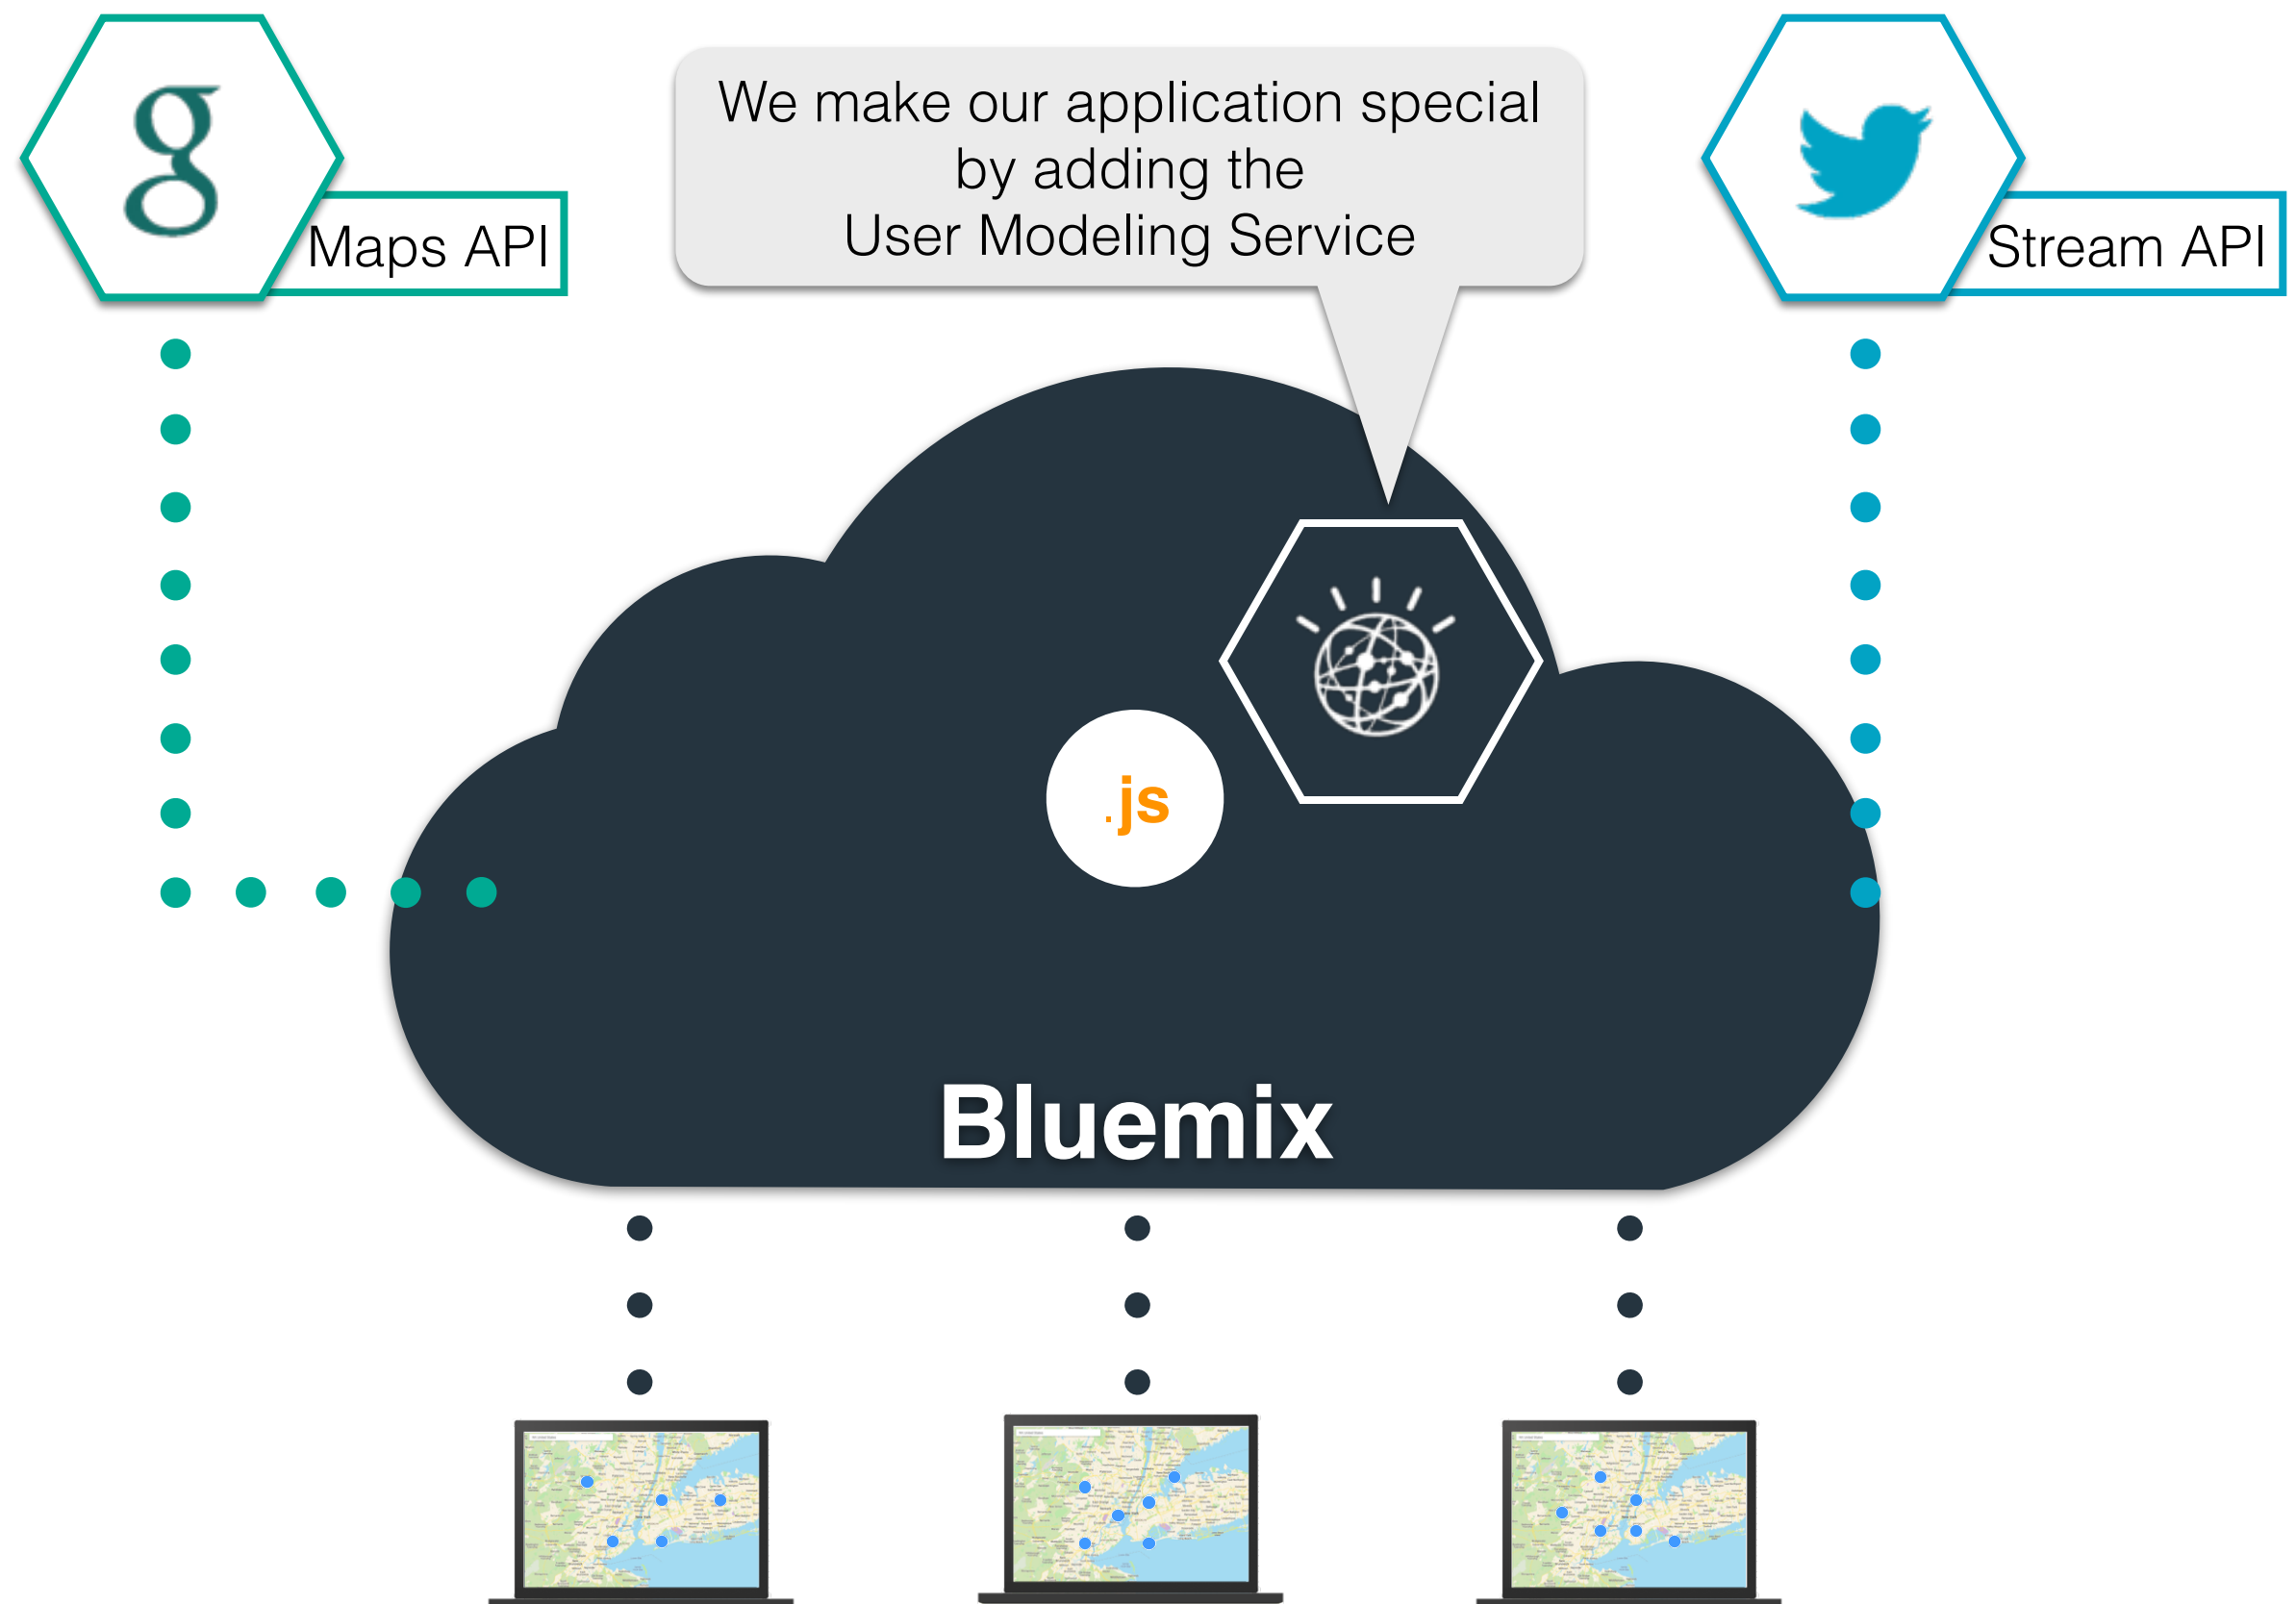 g
Maps API
We make our application special
by adding the
User Modeling Service
Stream API
.js
Bluemix